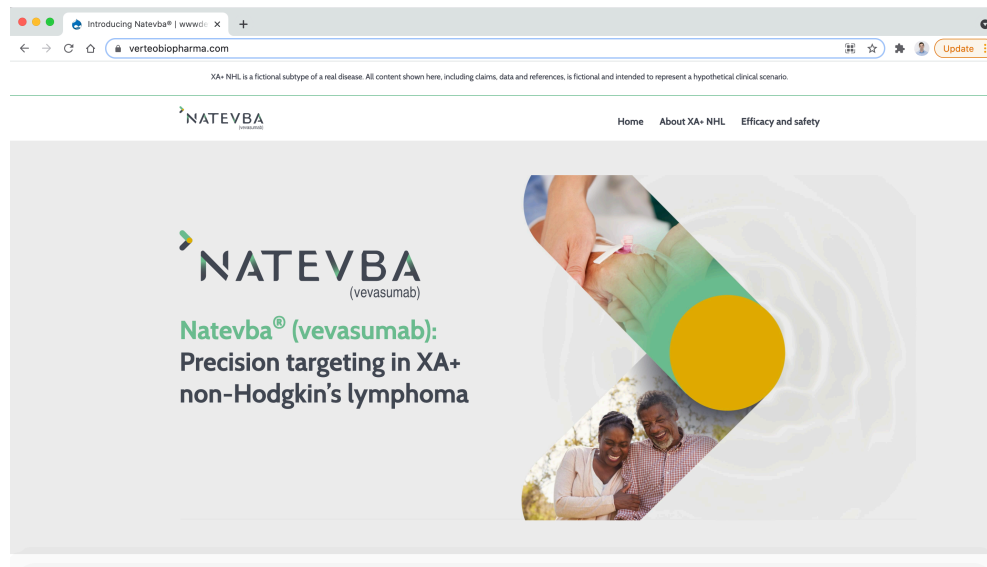 Introducing Natevba® | wwwde
verteobiopharma.com
Update
XA+ NHL is a fictional subtype of a real disease. All content shown here, including claims, data and references, is fictional and intended to represent a hypothetical clinical scenario.
NATEVBA
(vevasumab)
Home About XA+ NHL Efficacy and safety
NATEVBA
(vevasumab)
Natevba® (vevasumab):
Precision targeting in XA+
non-Hodgkin's lymphoma